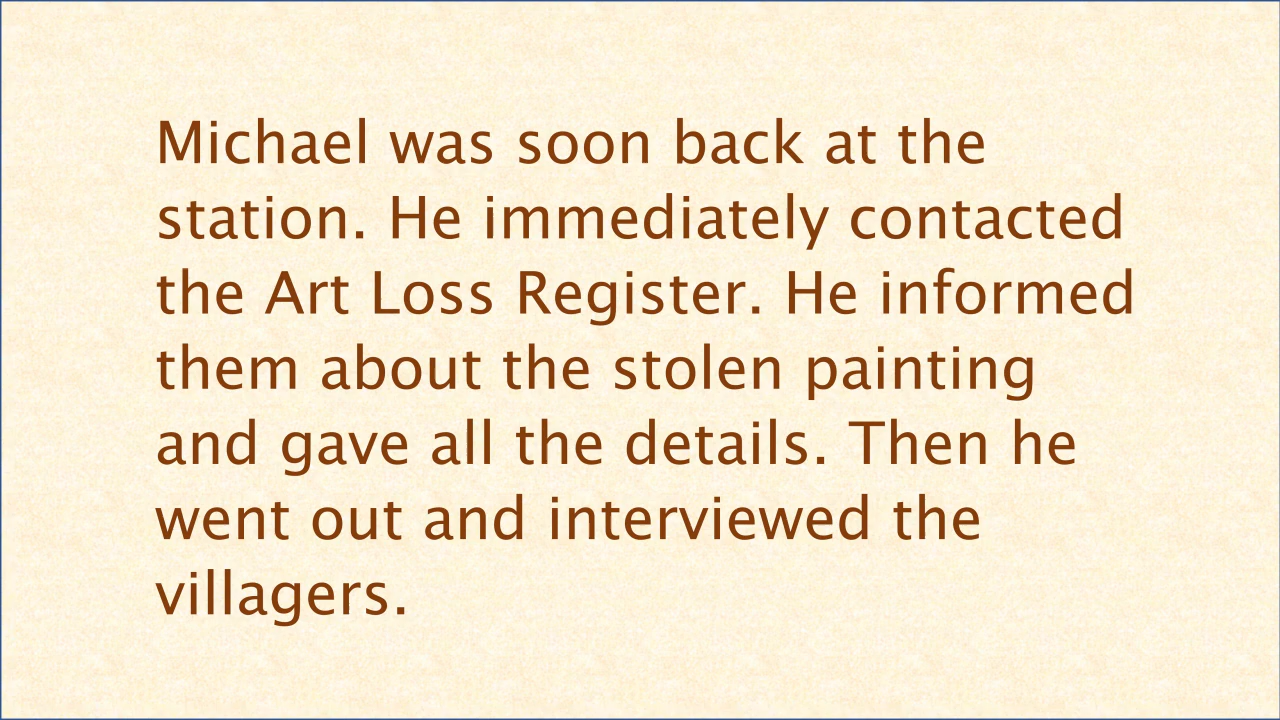 Michael was soon back at the
station. He immediately contacted
the Art Loss Register. He informed
them about the stolen painting
and gave all the details. Then he
went out and interviewed the
villagers.